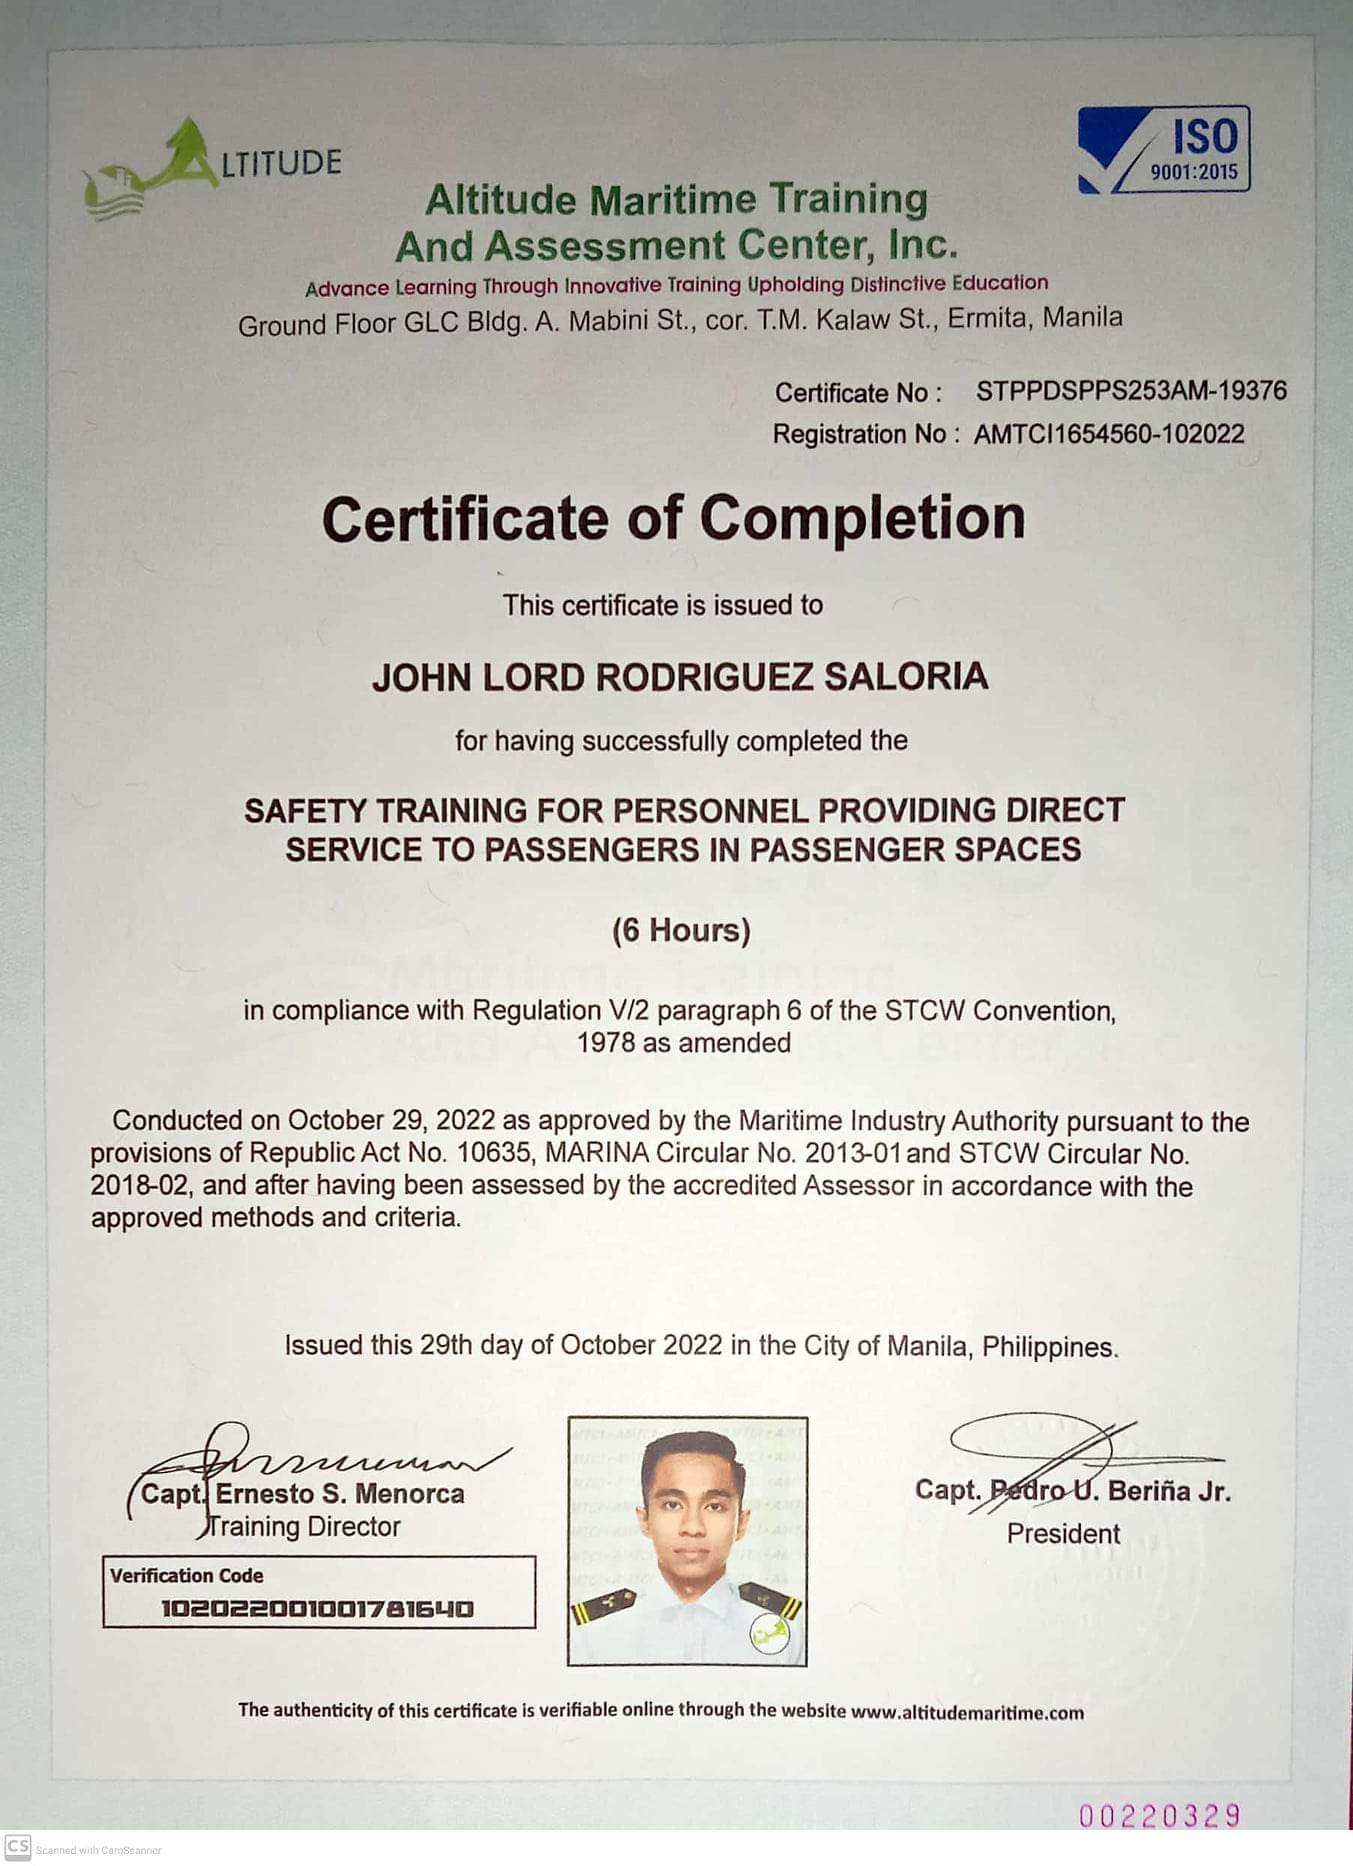 ALTITUDE
ISO
9001:2015
Altitude Maritime Training
And Assessment Center, Inc.
Advance Learning Through Innovative Training Upholding Distinctive Education
Ground Floor GLC Bldg. A. Mabini St., cor. T.M. Kalaw St., Ermita, Manila
Certificate No : STPPDSPPS253AM-19376
Registration No : AMTCI1654560-102022
Certificate of Completion
This certificate is issued to
JOHN LORD RODRIGUEZ SALORIA
for having successfully completed the
SAFETY TRAINING FOR PERSONNEL PROVIDING DIRECT
SERVICE TO PASSENGERS IN PASSENGER SPACES
(6 Hours)
in compliance with Regulation V/2 paragraph 6 of the STCW Convention,
1978 as amended
Conducted on October 29, 2022 as approved by the Maritime Industry Authority pursuant to the
provisions of Republic Act No. 10635, MARINA Circular No. 2013-01 and STCW Circular No.
2018-02, and after having been assessed by the accredited Assessor in accordance with the
approved methods and criteria.
Issued this 29th day of October 2022 in the City of Manila, Philippines.
Capt. Ernesto S. Menorca
Training Director
Capt. Pedro U. Beriña Jr.
President
Verification Code
102022001001781640
The authenticity of this certificate is verifiable online through the website www.altitudemaritime.com
00220329
CS Scanned with CamScanner